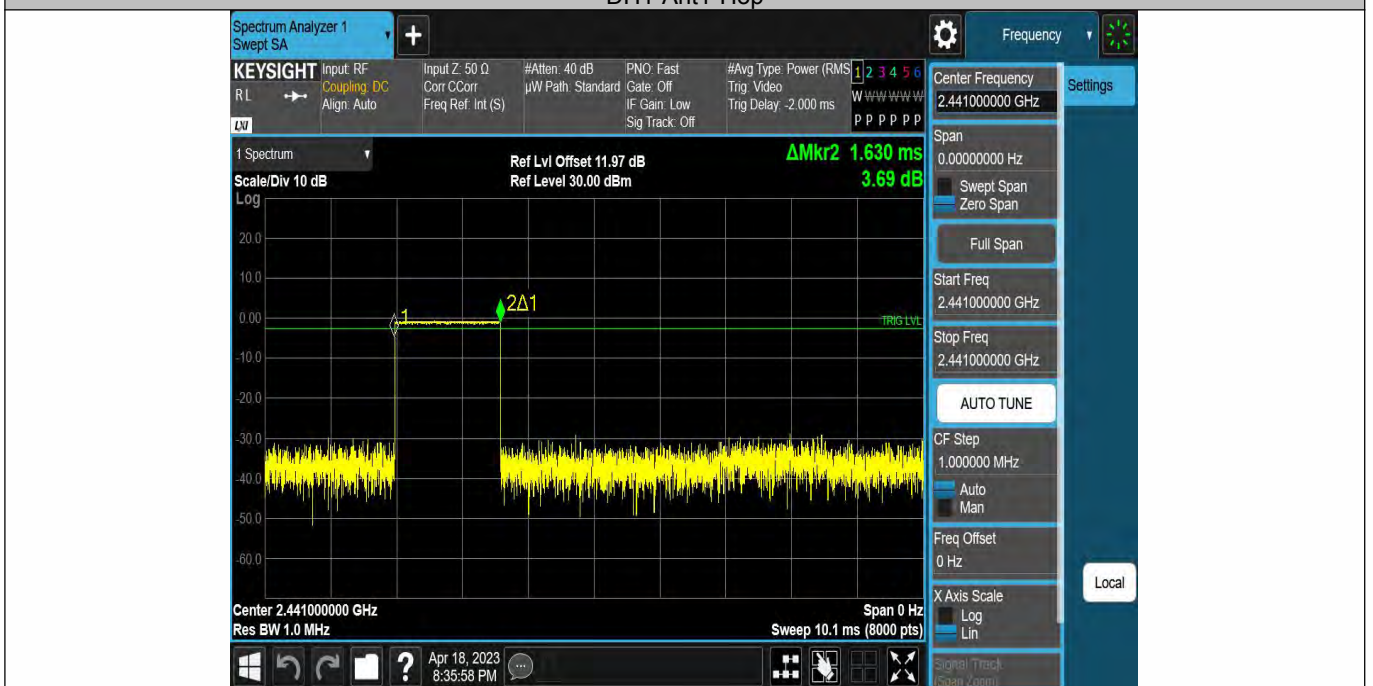 DH1 Ant1 Hop
Spectrum Analyzer 1
Swept SA
+
Frequency
KEYSIGHT
RL
LXI
Input: RF
Coupling: DC
Align: Auto
Input Z: 50 Ω
Corr CCorr
Freq Ref: Int (S)
#Atten: 40 dB
µW Path: Standard
PNO: Fast
Gate: Off
IF Gain: Low
Sig Track: Off
#Avg Type: Power (RMS
Trig: Video
Trig Delay: -2.000 ms
1 2 3 4 5 6
W W W W W W
P P P P P P
1 Spectrum
Scale/Div 10 dB
Log
Ref Lvl Offset 11.97 dB
Ref Level 30.00 dBm
ΔMkr2 1.630 ms
3.69 dB
20.0
10.0
0.00
-10.0
-20.0
-30.0
-40.0
-50.0
-60.0
1
2Δ1
TRIG LVL
Center 2.441000000 GHz
Res BW 1.0 MHz
Span 0 Hz
Sweep 10.1 ms (8000 pts)
Center Frequency
2.441000000 GHz
Settings
Span
0.00000000 Hz
Swept Span
Zero Span
Full Span
Start Freq
2.441000000 GHz
Stop Freq
2.441000000 GHz
AUTO TUNE
CF Step
1.000000 MHz
Auto
Man
Freq Offset
0 Hz
X Axis Scale
Log
Lin
Signal Track
(Span Zoom)
Local
?
Apr 18, 2023
8:35:58 PM